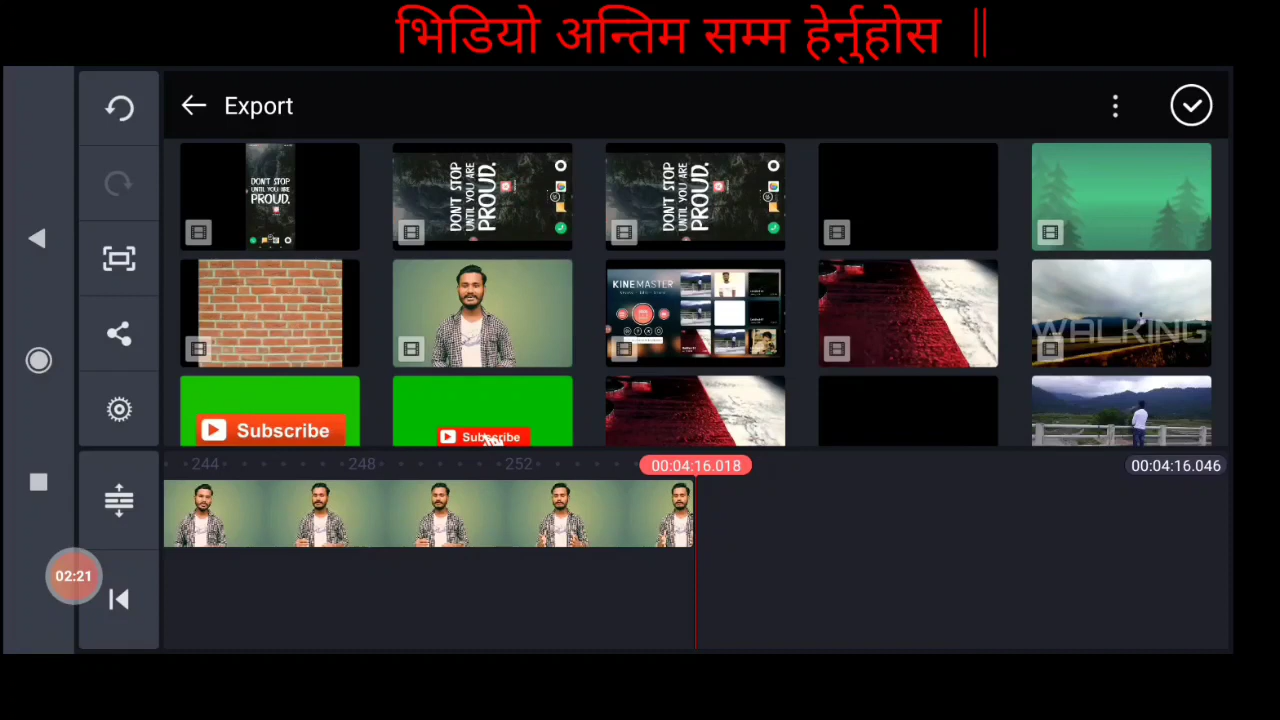 भिडियो अन्तिम सम्म हेर्नुहोस ॥
Export
DON'T STOP
UNTIL YOU ARE
PROUD.
DON'T STOP
UNTIL YOU ARE
PROUD.
DON'T STOP
UNTIL YOU ARE
PROUD.
KINEMASTER
WALKING
Subscribe
Subscribe
244
248
252
00:04:16.018
00:04:16.046
02:21